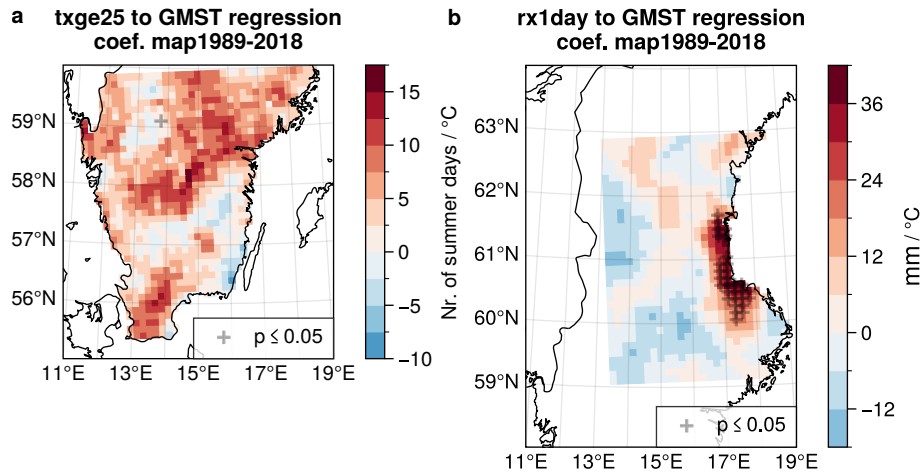 a
txge25 to GMST regression
coef. map1989-2018
59°N
58°N
57°N
56°N
11°E
13°E
15°E
17°E
19°E
p ≤ 0.05
15
10
5
0
−5
−10
Nr. of summer days / °C
b
rx1day to GMST regression
coef. map1989-2018
63°N
62°N
61°N
60°N
59°N
11°E
13°E
15°E
17°E
19°E
p ≤ 0.05
36
24
12
0
−12
mm / °C